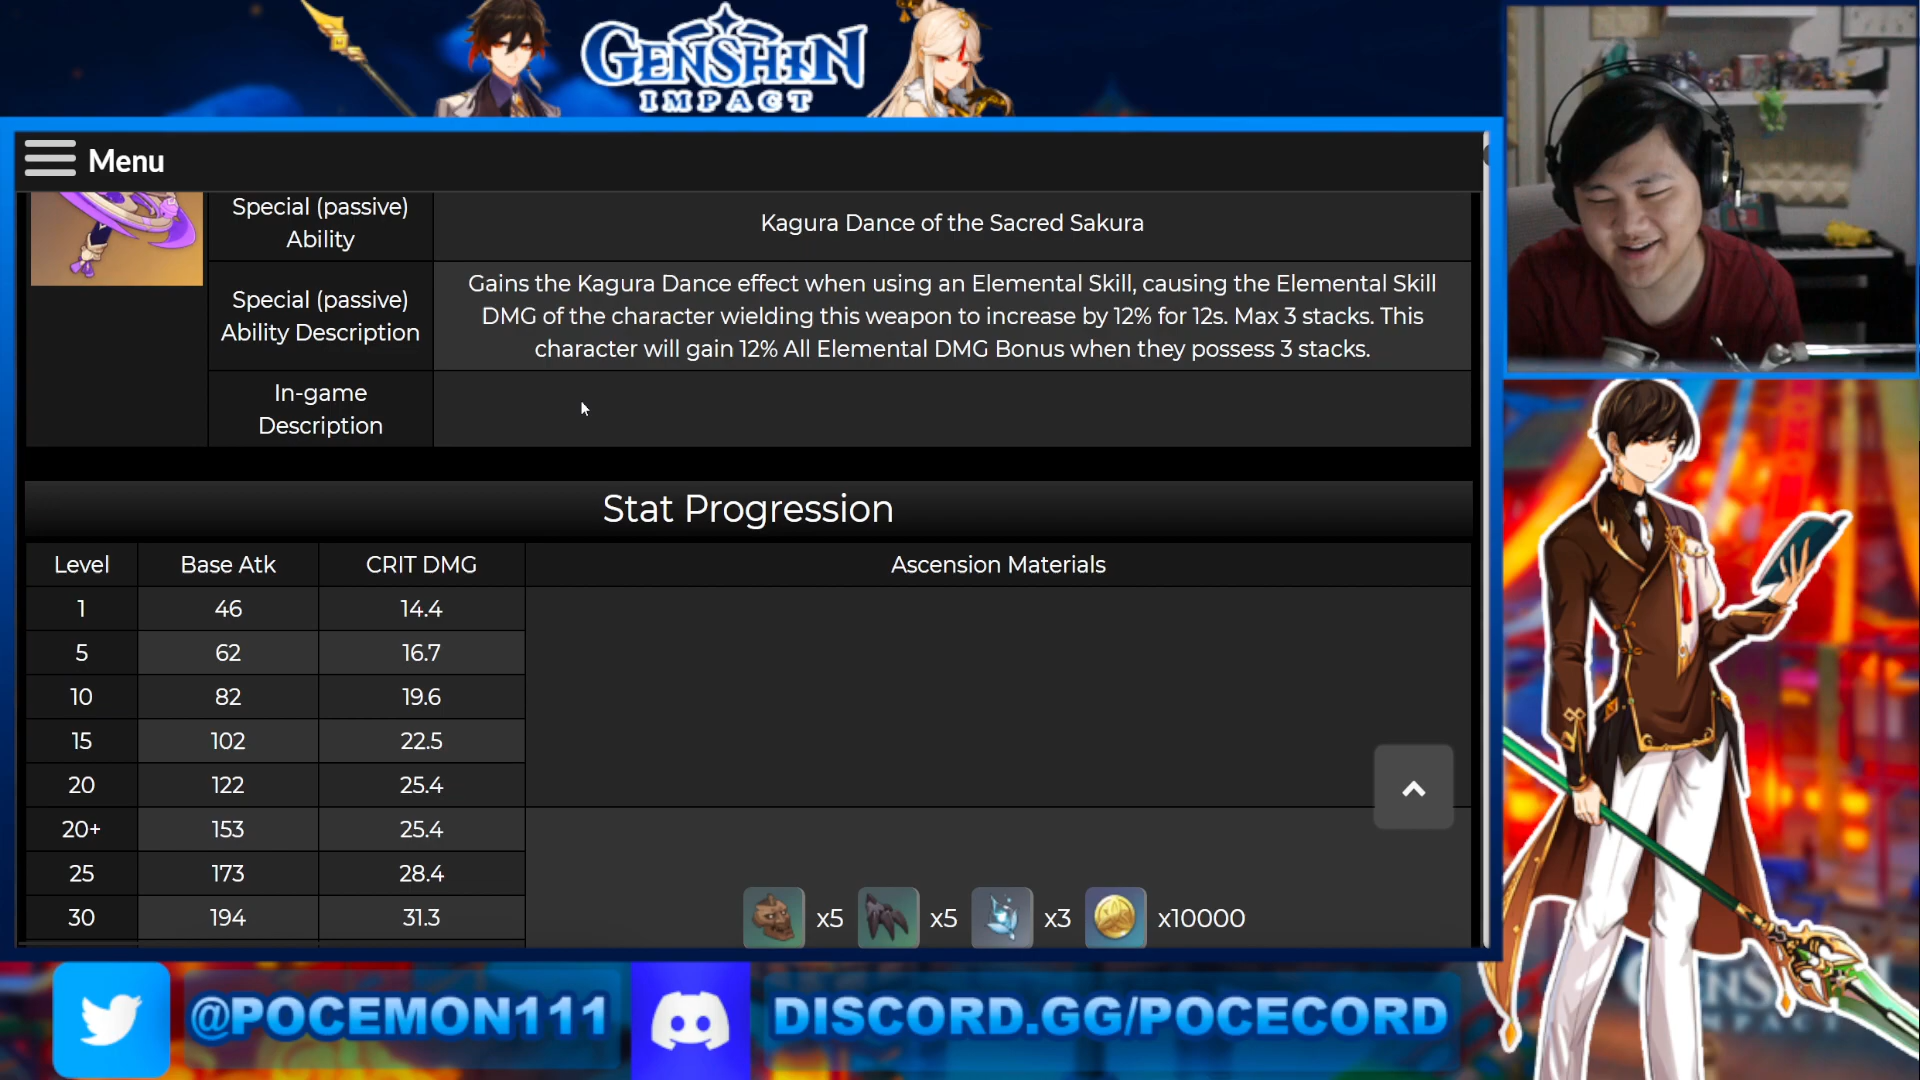 GENSHIN
IMPACT
Menu
Special (passive)
Ability
Kagura Dance of the Sacred Sakura
Special (passive)
Ability Description
Gains the Kagura Dance effect when using an Elemental Skill, causing the Elemental Skill
DMG of the character wielding this weapon to increase by 12% for 12s. Max 3 stacks. This
character will gain 12% All Elemental DMG Bonus when they possess 3 stacks.
In-game
Description
Stat Progression
Level Base Atk CRIT DMG Ascension Materials
1 46 14.4
5 62 16.7
10 82 19.6
15 102 22.5
20 122 25.4
20+ 153 25.4
25 173 28.4
30 194 31.3
x5 x5 x3 x10000
@POCEMON111 DISCORD.GG/POCECORD